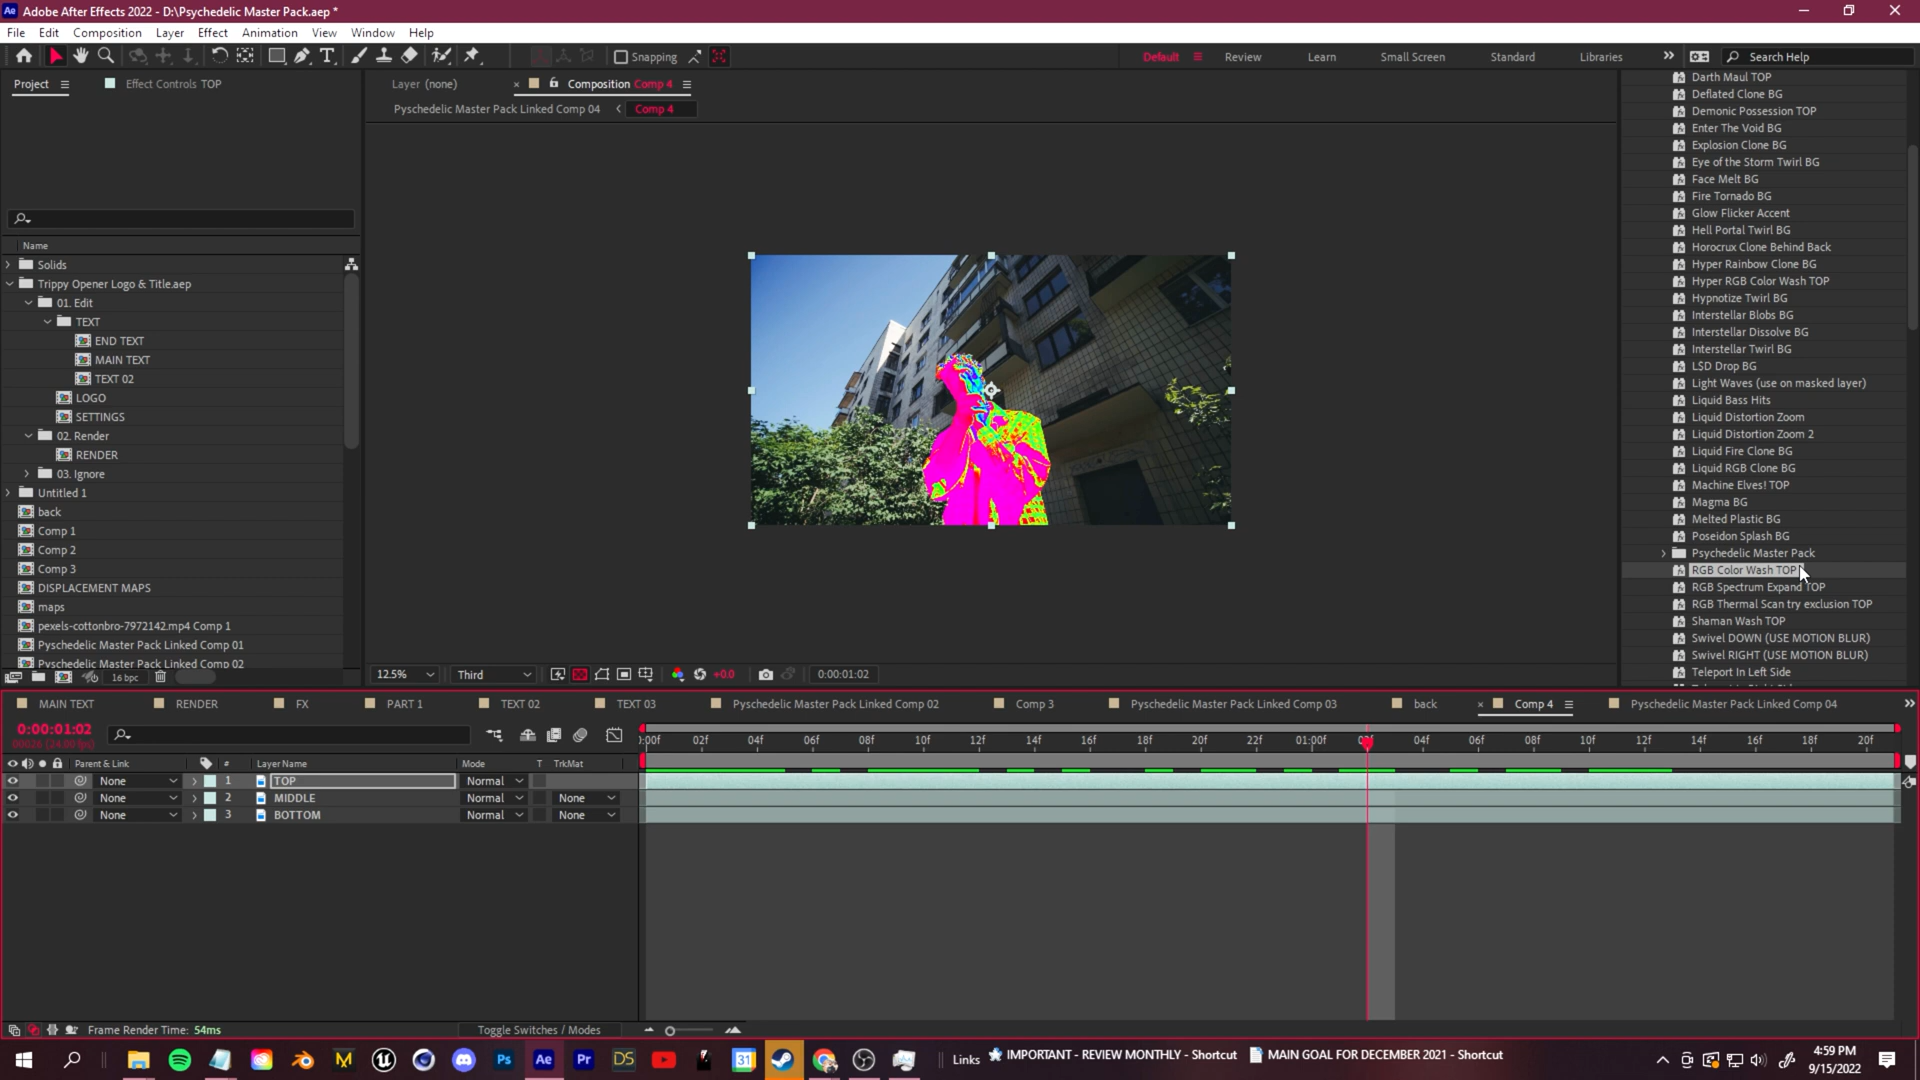 Adobe After Effects 2022 - D:\Psychedelic Master Pack.aep *
File Edit Composition Layer Effect Animation View Window Help
Snapping
Default Review Learn Small Screen Standard Libraries Search Help
Project Effect Controls TOP
Layer (none) Composition Comp 4
Pyschedelic Master Pack Linked Comp 04 Comp 4
Name
Solids
Trippy Opener Logo & Title.aep
01. Edit
TEXT
END TEXT
MAIN TEXT
TEXT 02
LOGO
SETTINGS
02. Render
RENDER
03. Ignore
Untitled 1
back
Comp 1
Comp 2
Comp 3
DISPLACEMENT MAPS
maps
pexels-cottonbro-7972142.mp4 Comp 1
Pyschedelic Master Pack Linked Comp 01
Pyschedelic Master Pack Linked Comp 02
16 bpc
12.5% Third +0.0 0:00:01:02
Darth Maul TOP
Deflated Clone BG
Demonic Possession TOP
Enter The Void BG
Explosion Clone BG
Eye of the Storm Twirl BG
Face Melt BG
Fire Tornado BG
Glow Flicker Accent
Hell Portal Twirl BG
Horocrux Clone Behind Back
Hyper Rainbow Clone BG
Hyper RGB Color Wash TOP
Hypnotize Twirl BG
Interstellar Blobs BG
Interstellar Dissolve BG
Interstellar Twirl BG
L$D Drop BG
Light Waves (use on masked layer)
Liquid Bass Hits
Liquid Distortion Zoom
Liquid Distortion Zoom 2
Liquid Fire Clone BG
Liquid RGB Clone BG
Machine Elves! TOP
Magma BG
Melted Plastic BG
Poseidon Splash BG
Psychedelic Master Pack
RGB Color Wash TOP
RGB Spectrum Expand TOP
RGB Thermal Scan try exclusion TOP
Shaman Wash TOP
Swivel DOWN (USE MOTION BLUR)
Swivel RIGHT (USE MOTION BLUR)
Teleport In Left Side
MAIN TEXT RENDER FX PART 1 TEXT 02 TEXT 03 Pyschedelic Master Pack Linked Comp 02 Comp 3 Pyschedelic Master Pack Linked Comp 03 back Comp 4 Pyschedelic Master Pack Linked Comp 04
0:00:01:02
00026 (24.00 fps)
:00f 02f 04f 06f 08f 10f 12f 14f 16f 18f 20f 22f 01:00f 04f 06f 08f 10f 12f 14f 16f 18f 20f
Parent & Link # Layer Name Mode T TrkMat
None 1 TOP Normal
None 2 MIDDLE Normal None
None 3 BOTTOM Normal None
Frame Render Time: 54ms Toggle Switches / Modes
Links IMPORTANT - REVIEW MONTHLY - Shortcut MAIN GOAL FOR DECEMBER 2021 - Shortcut
4:59 PM
9/15/2022